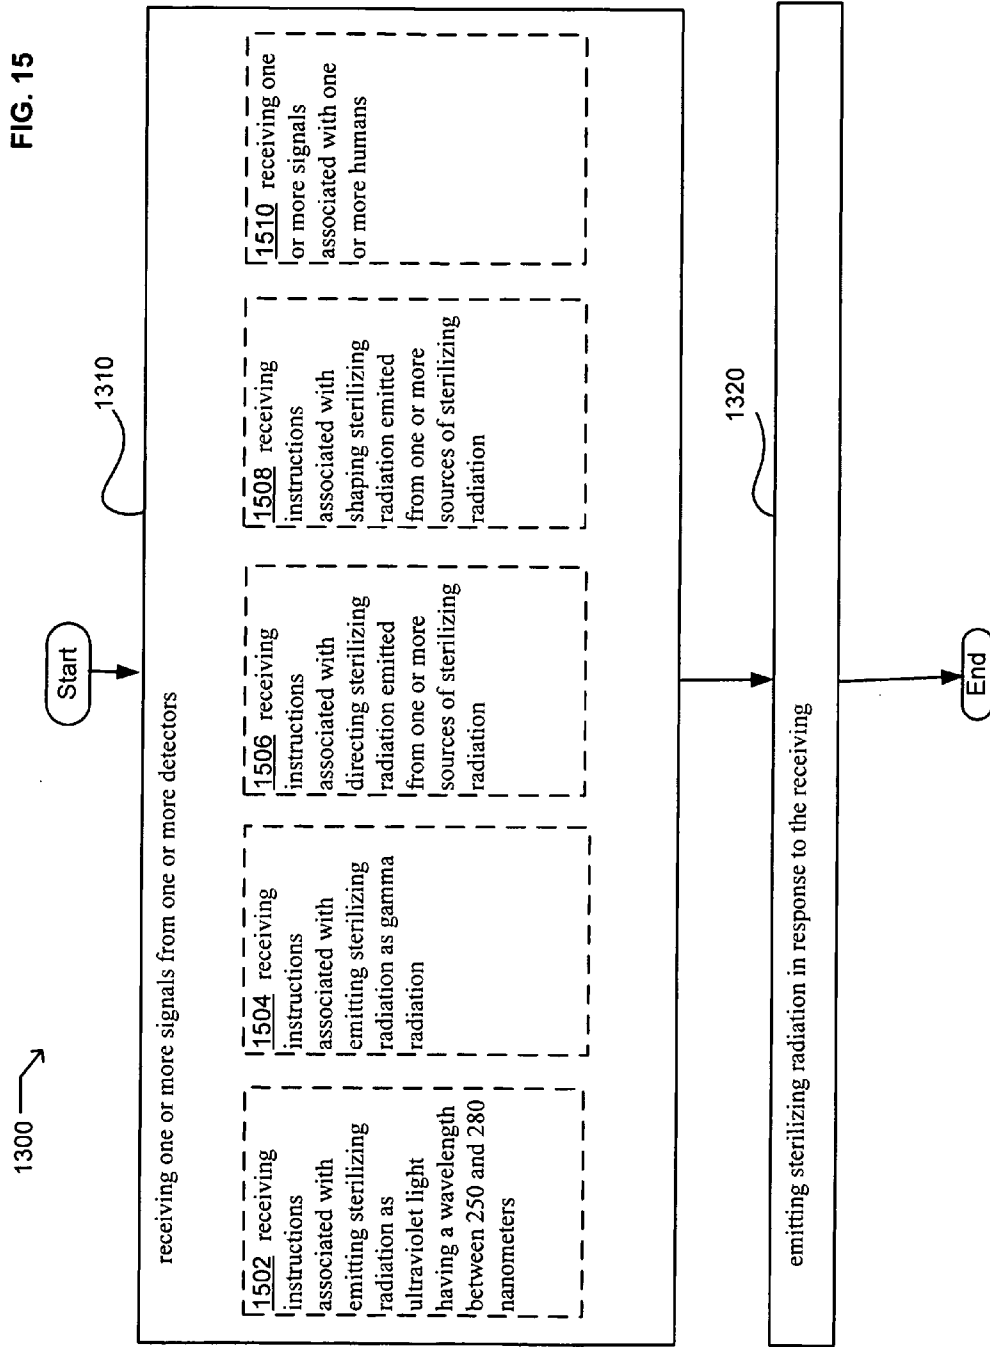 FIG. 15
1300
Start
1310
receiving one or more signals from one or more detectors
1502 receiving
instructions
associated with
emitting sterilizing
radiation as
ultraviolet light
having a wavelength
between 250 and 280
nanometers
1504 receiving
instructions
associated with
emitting sterilizing
radiation as gamma
radiation
1506 receiving
instructions
associated with
directing sterilizing
radiation emitted
from one or more
sources of sterilizing
radiation
1508 receiving
instructions
associated with
shaping sterilizing
radiation emitted
from one or more
sources of sterilizing
radiation
1510 receiving one
or more signals
associated with one
or more humans
1320
emitting sterilizing radiation in response to the receiving
End